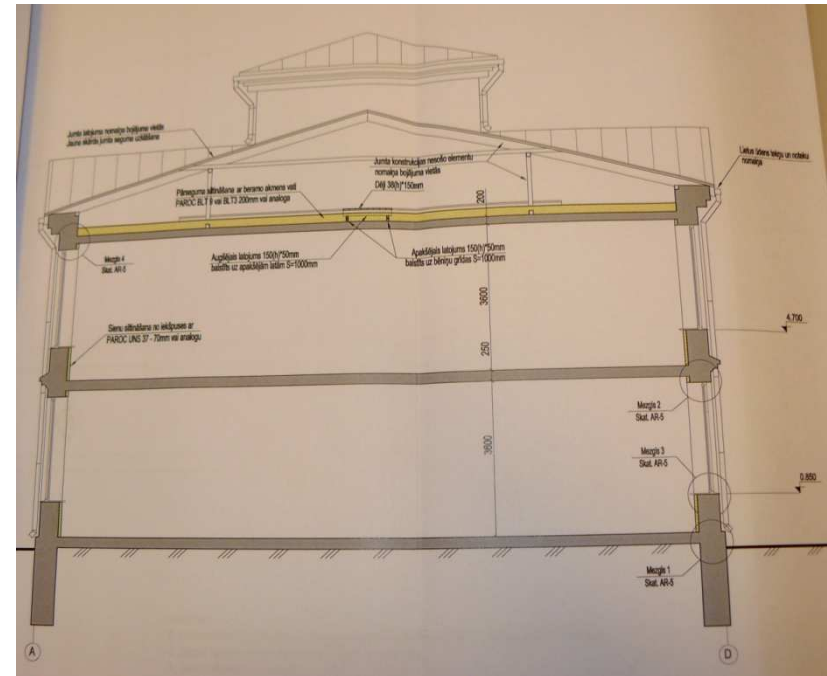 Jumta latojuma nomaiņa bojājuma vietās
Jauna skārda jumta seguma uzklāšana
Jumta konstrukcijas nesošo elementu
nomaiņa bojājuma vietās
Dēļi 38(h)*150mm
Lietus ūdens tekņu un noteku
nomaiņa
Pārseguma siltināšana ar beramo akmens vati
PAROC BLT 9 vai BLT3 200mm vai analogs
200
Augšējais latojums 150(h)*50mm
balstīts uz apakšējām latām S=1000mm
Apakšējais latojums 150(h)*50mm
balstīts uz bēniņu grīdas S=1000mm
Mezgls 4
Skat. AR-5
3600
Sienu siltināšana no iekšpuses ar
PAROC UNS 37 - 70mm vai analogu
4.700
250
Mezgls 2
Skat. AR-5
3600
Mezgls 3
Skat. AR-5
0.850
Mezgls 1
Skat. AR-5
A
D